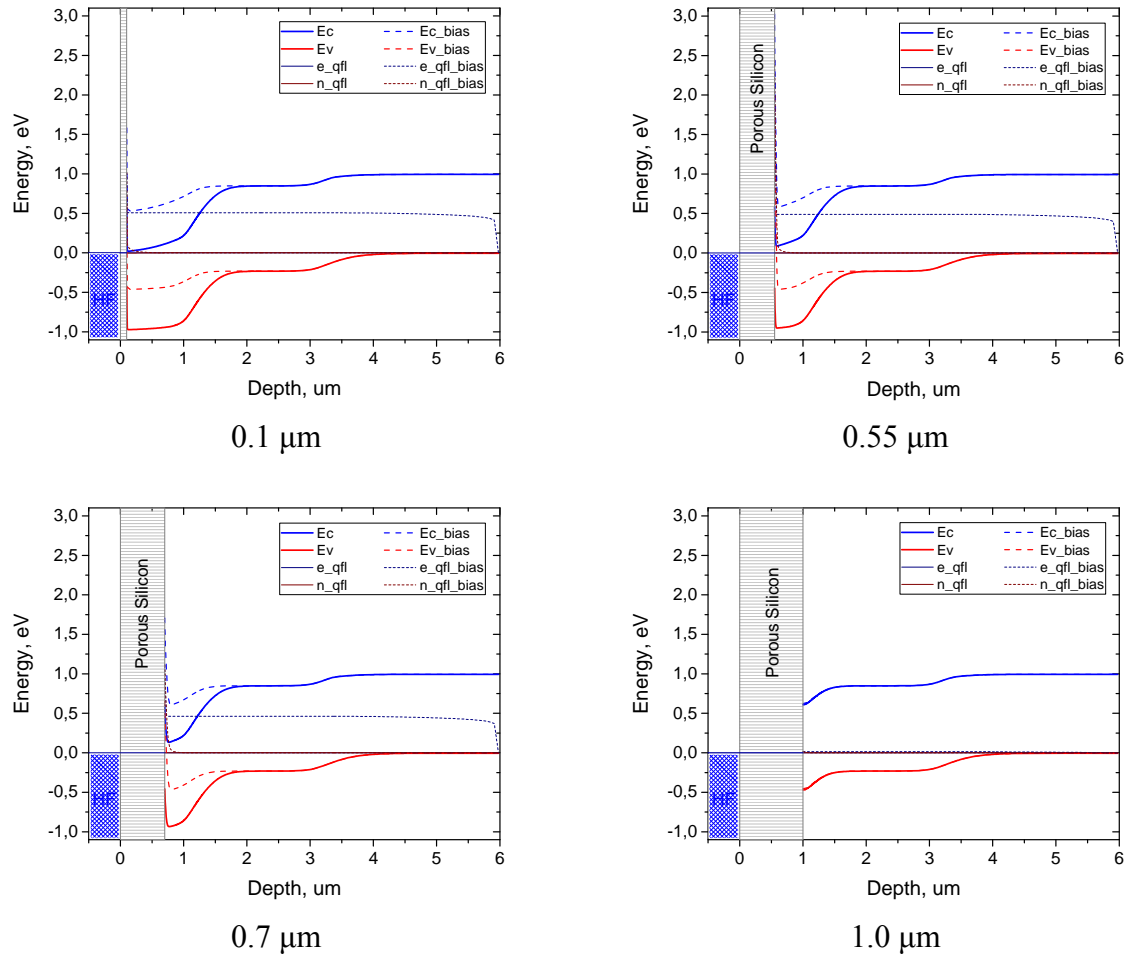 3,0
2,5
2,0
1,5
1,0
0,5
0,0
-0,5
-1,0
Energy, eV
Ec
Ev
e_qfl
n_qfl
Ec_bias
Ev_bias
e_qfl_bias
n_qfl_bias
HF
0 1 2 3 4 5 6
Depth, um
0.1 μm
3,0
2,5
2,0
1,5
1,0
0,5
0,0
-0,5
-1,0
Energy, eV
Porous Silicon
Ec
Ev
e_qfl
n_qfl
Ec_bias
Ev_bias
e_qfl_bias
n_qfl_bias
HF
0 1 2 3 4 5 6
Depth, um
0.55 μm
3,0
2,5
2,0
1,5
1,0
0,5
0,0
-0,5
-1,0
Energy, eV
Porous Silicon
Ec
Ev
e_qfl
n_qfl
Ec_bias
Ev_bias
e_qfl_bias
n_qfl_bias
HF
0 1 2 3 4 5 6
Depth, um
0.7 μm
3,0
2,5
2,0
1,5
1,0
0,5
0,0
-0,5
-1,0
Energy, eV
Porous Silicon
Ec
Ev
e_qfl
n_qfl
Ec_bias
Ev_bias
e_qfl_bias
n_qfl_bias
HF
0 1 2 3 4 5 6
Depth, um
1.0 μm